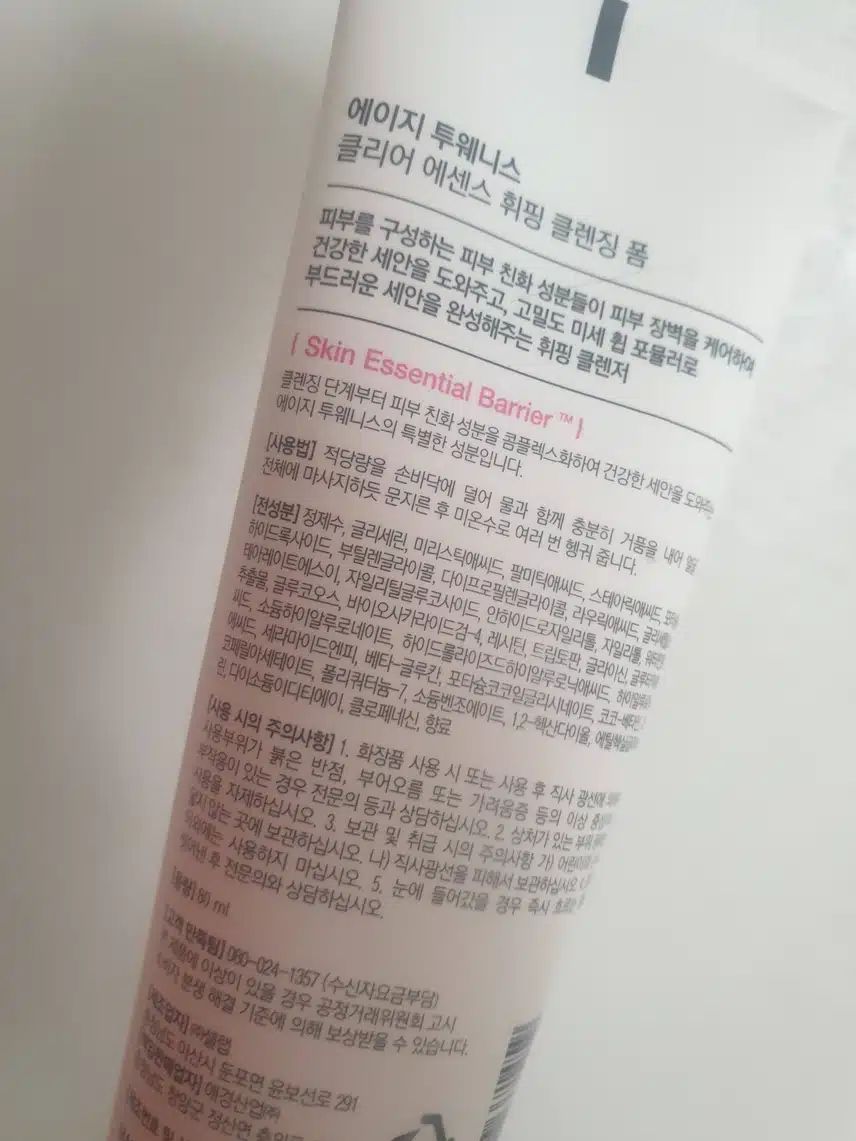 에이지 투웨니스
클리어 에센스 휘핑 클렌징 폼
피부를 구성하는 피부 친화 성분들이 피부 장벽을 케어하여
건강한 세안을 도와주고, 고밀도 미세 휩 포뮬러로
부드러운 세안을 완성해주는 휘핑 클렌저
{ Skin Essential Barrier ™ }
클렌징 단계부터 피부 친화 성분을 콤플렉스화하여 건강한 세안을
에이지 투웨니스의 특별한 성분입니다.
[사용법] 적당량을 손바닥에 덜어 물과 함께 충분히 거품을 내어
전체에 마사지하듯 문지른 후 미온수로 여러 번 헹궈 줍니다.
[전성분] 정제수, 글리세린, 미리스틱애씨드, 팔미틱애씨드, 스테아릭애씨드,
하이드록사이드, 부틸렌글라이콜, 다이프로필렌글라이콜, 라우릭애씨드,
테아레이트에스이, 자일리틸글루코사이드, 안하이드로자일리톨, 자일리톨,
추출물, 글루코오스, 바이오사카라이드검-4, 레시틴, 트립토판, 글라이신,
씨드, 소듐하이알루로네이트, 하이드롤라이즈드하이알루로닉애씨드,
애씨드, 세라마이드엔피, 베타-글루칸, 포타슘코코일글리시네이트,
코페릴아세테이트, 폴리쿼터늄-7, 소듐벤조에이트, 1,2-헥산다이올,
린, 다이소듐이디티에이, 클로페네신, 향료
[사용 시의 주의사항] 1. 화장품 사용 시 또는 사용 후 직사 광선에
사용부위가 붉은 반점, 부어오름 또는 가려움증 등의 이상
부작용이 있는 경우 전문의 등과 상담하십시오. 2. 상처가 있는 부위
사용을 자제하십시오. 3. 보관 및 취급 시의 주의사항 가)
닿지 않는 곳에 보관하십시오. 나) 직사광선을 피해서 보관하십시오.
이외에는 사용하지 마십시오. 5. 눈에 들어갔을 경우 즉시
씻어낸 후 전문의와 상담하십시오.
[용량] 80 ml
[고객 만족팀] 080-024-1357 (수신자요금부담)
본 제품에 이상이 있을 경우 공정거래위원회 고시
소비자 분쟁 해결 기준에 의해 보상받을 수 있습니다.
[제조업자] ㈜셀랩
충청남도 아산시 둔포면 윤보선로 291
애경산업㈜
충청남도 청양군 정산면